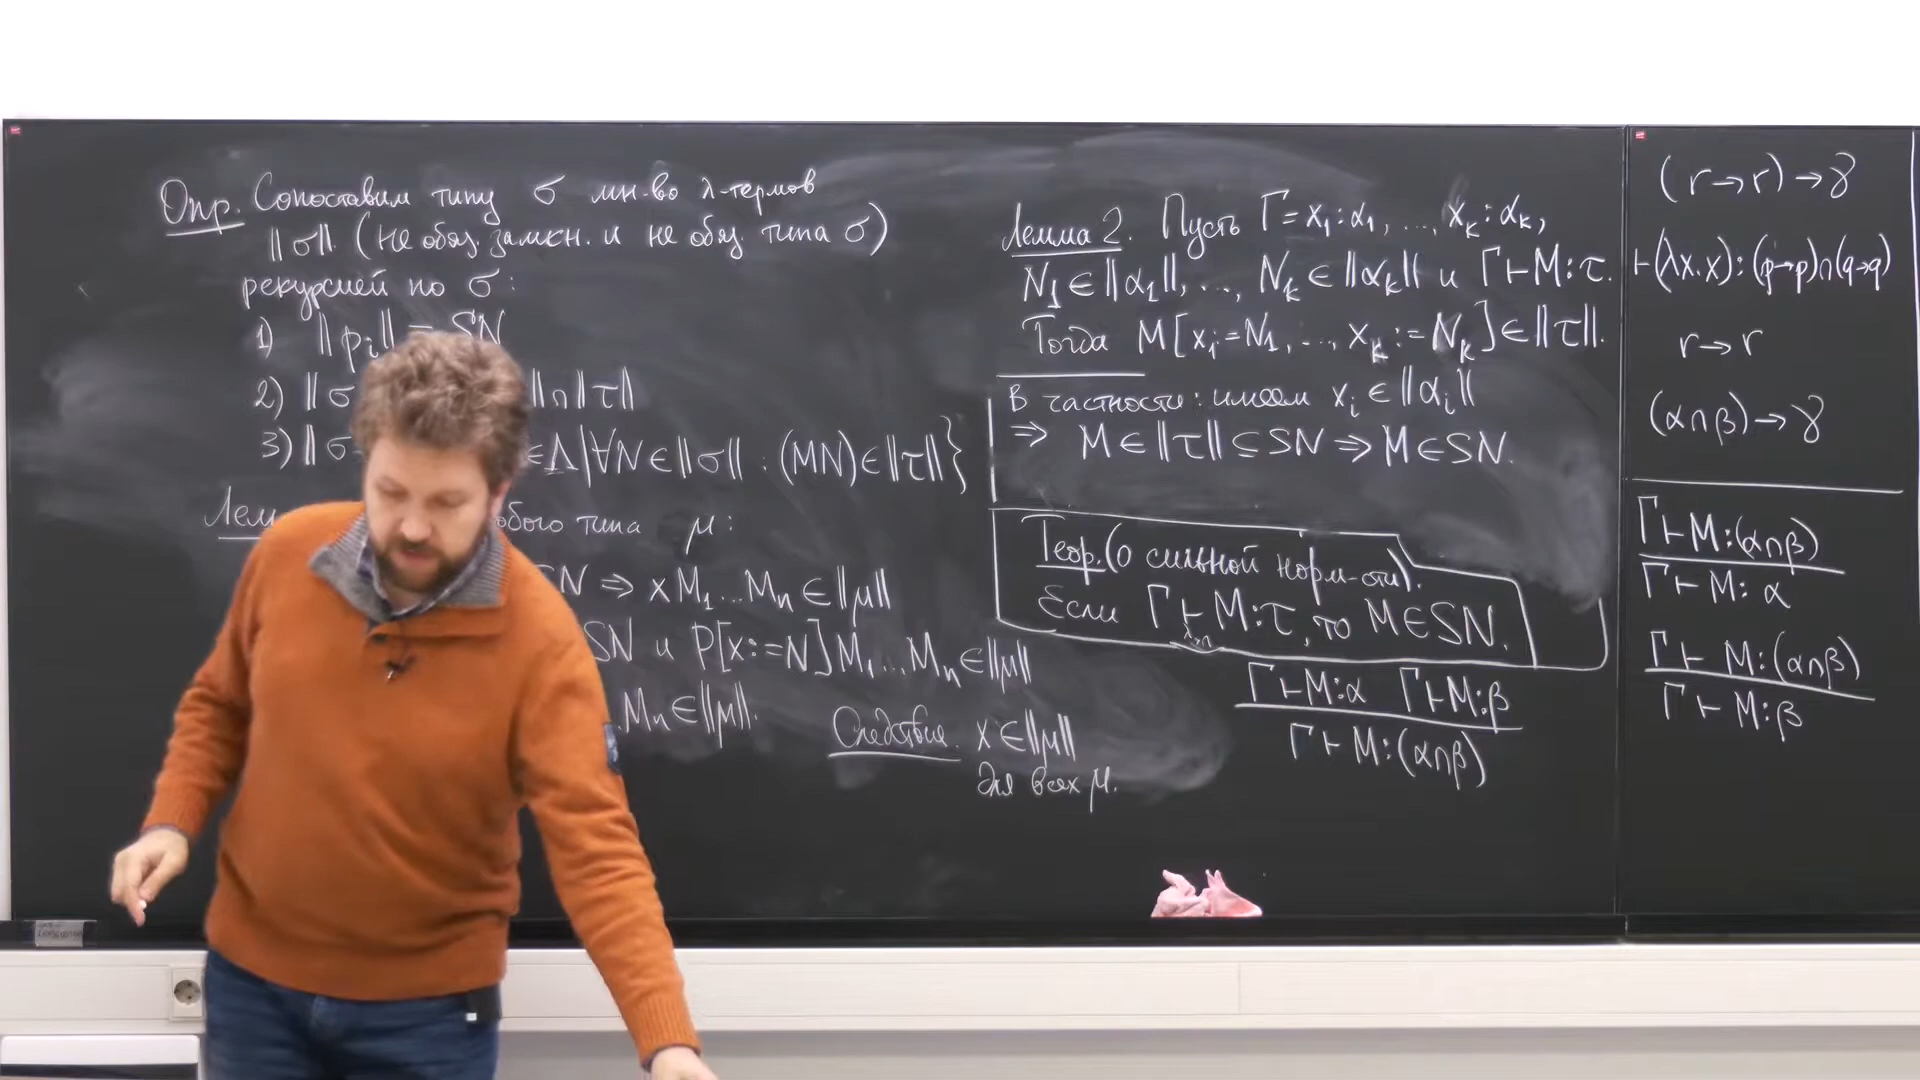 Опр. Сопоставим типу σ мн-во λ-термов
||σ||. (не обяз. замкн. и не обяз. типа σ)
рекурсией по σ:
1) ||pᵢ|| = SN
2) ||σ ||∩||τ||
3) ||σ ∈Λ|∀N∈||σ|| : (MN)∈||τ||}
типа μ:
N ⇒ xM₁...Mₙ∈||μ||
SN и P[x:=N]M₁...Mₙ∈||μ||
.Mₙ∈||μ||.
Следствие. x∈||μ||
для всех μ.
Лемма 2. Пусть Γ=x₁:α₁, ..., xₖ:αₖ,
N₁∈||α₁||, ..., Nₖ∈||αₖ|| и Γ⊢M:τ.
Тогда M[x₁:=N₁, ..., xₖ:=Nₖ]∈||τ||.
В частности: имеем xᵢ∈||αᵢ||
⇒ M∈||τ||⊆SN⇒M∈SN.
Теор. (о сильной норм-сти).
Если Γ⊢M:τ, то M∈SN.
λ∩
Γ⊢M:α Γ⊢M:β
Γ⊢M:(α∩β)
(r→r)→γ
⊢(λx.x):(p→p)∩(q→q)
r→r
(α∩β)→γ
Γ⊢M:(α∩β)
Γ⊢M:α
Γ⊢M:(α∩β)
Γ⊢M:β